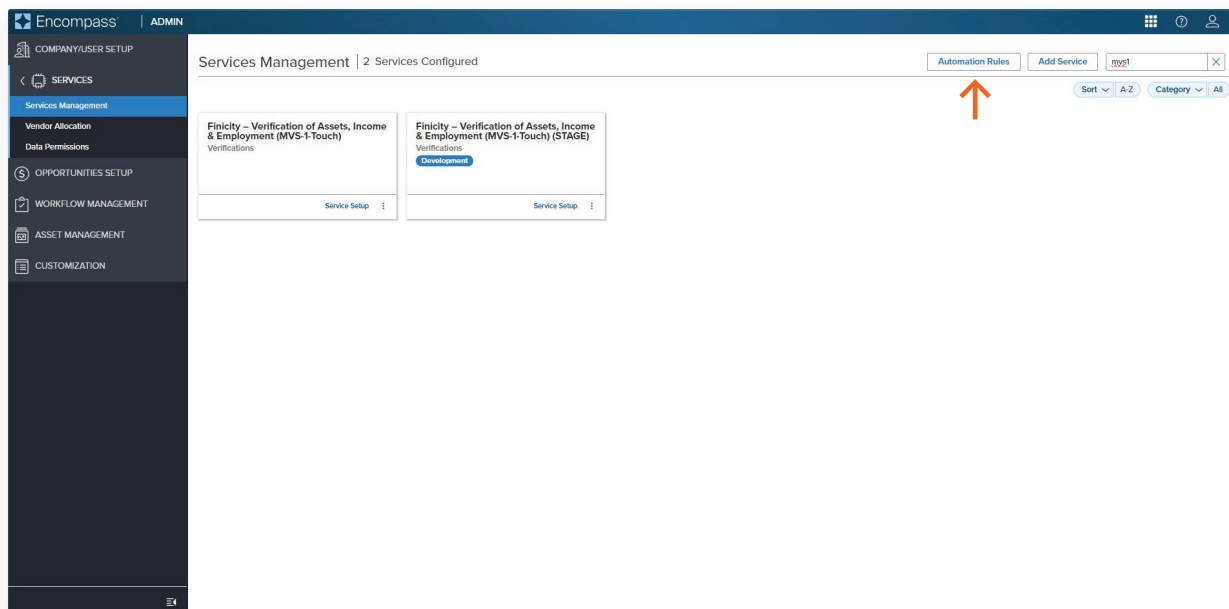 Encompass | ADMIN
COMPANY/USER SETUP
SERVICES
Services Management
Vendor Allocation
Data Permissions
OPPORTUNITIES SETUP
WORKFLOW MANAGEMENT
ASSET MANAGEMENT
CUSTOMIZATION
Services Management | 2 Services Configured
Automation Rules
Add Service
mvs1
Sort A-Z
Category All
Finicity – Verification of Assets, Income
& Employment (MVS-1-Touch)
Verifications
Service Setup
Finicity – Verification of Assets, Income
& Employment (MVS-1-Touch) (STAGE)
Verifications
Development
Service Setup